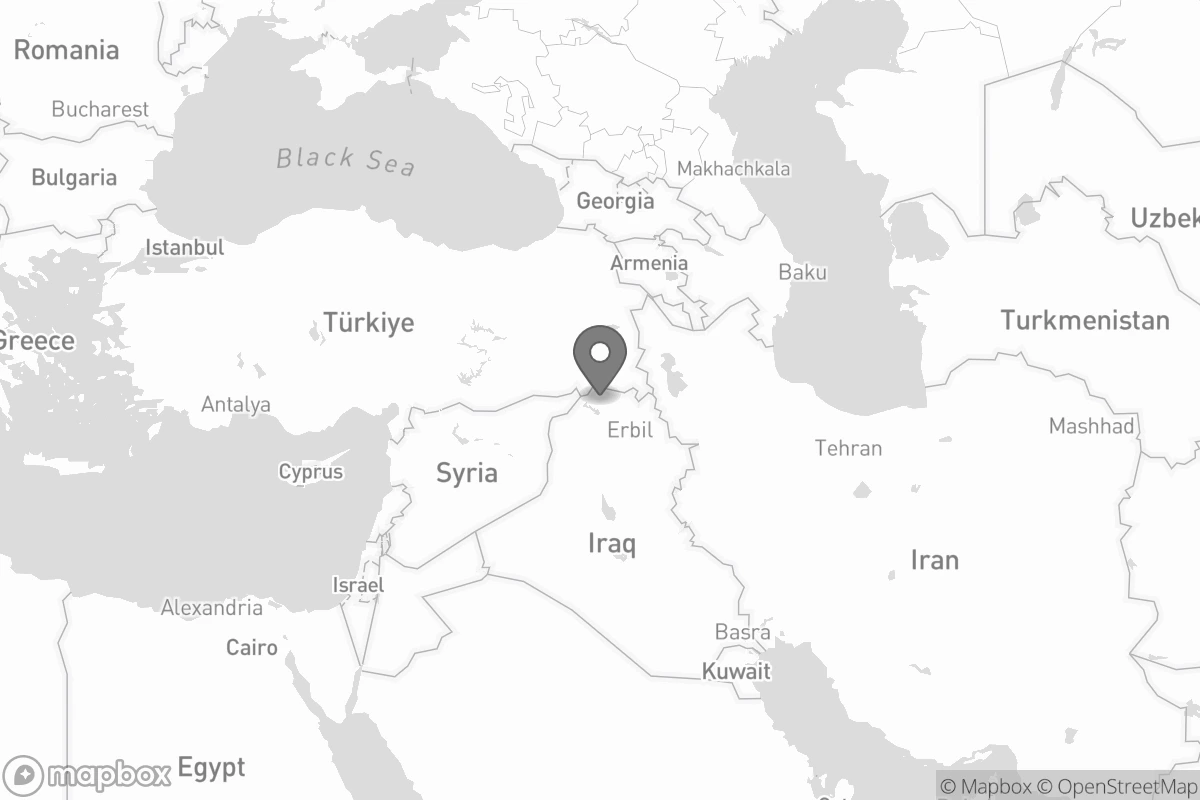 Romania
Bucharest
Black Sea
Makhachkala
Bulgaria
Georgia
Uzbek
Istanbul
Armenia
Baku
Türkiye
Turkmenistan
Greece
Antalya
Erbil
Mashhad
Tehran
Cyprus
Syria
Iraq
Iran
Israel
Alexandria
Basra
Cairo
Kuwait
Egypt
mapbox
© Mapbox © OpenStreetMap